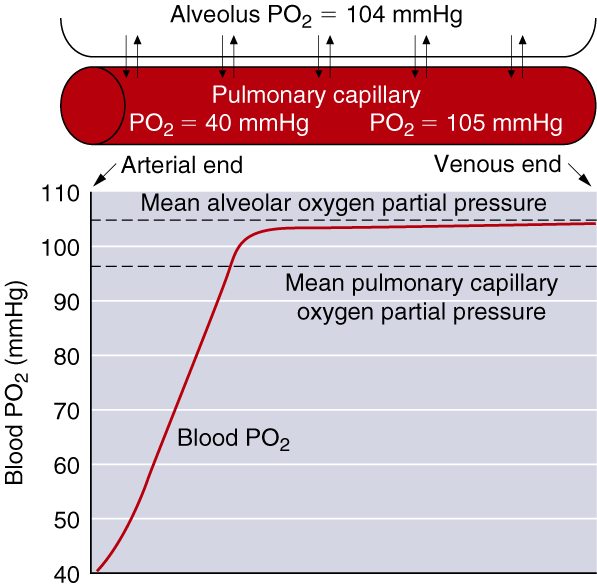 Alveolus PO2 = 104 mmHg
Pulmonary capillary
PO2 = 40 mmHg PO2 = 105 mmHg
Arterial end Venous end
110
Mean alveolar oxygen partial pressure
100
Mean pulmonary capillary
oxygen partial pressure
90
80
70
Blood PO2
60
50
40
Blood PO2 (mmHg)